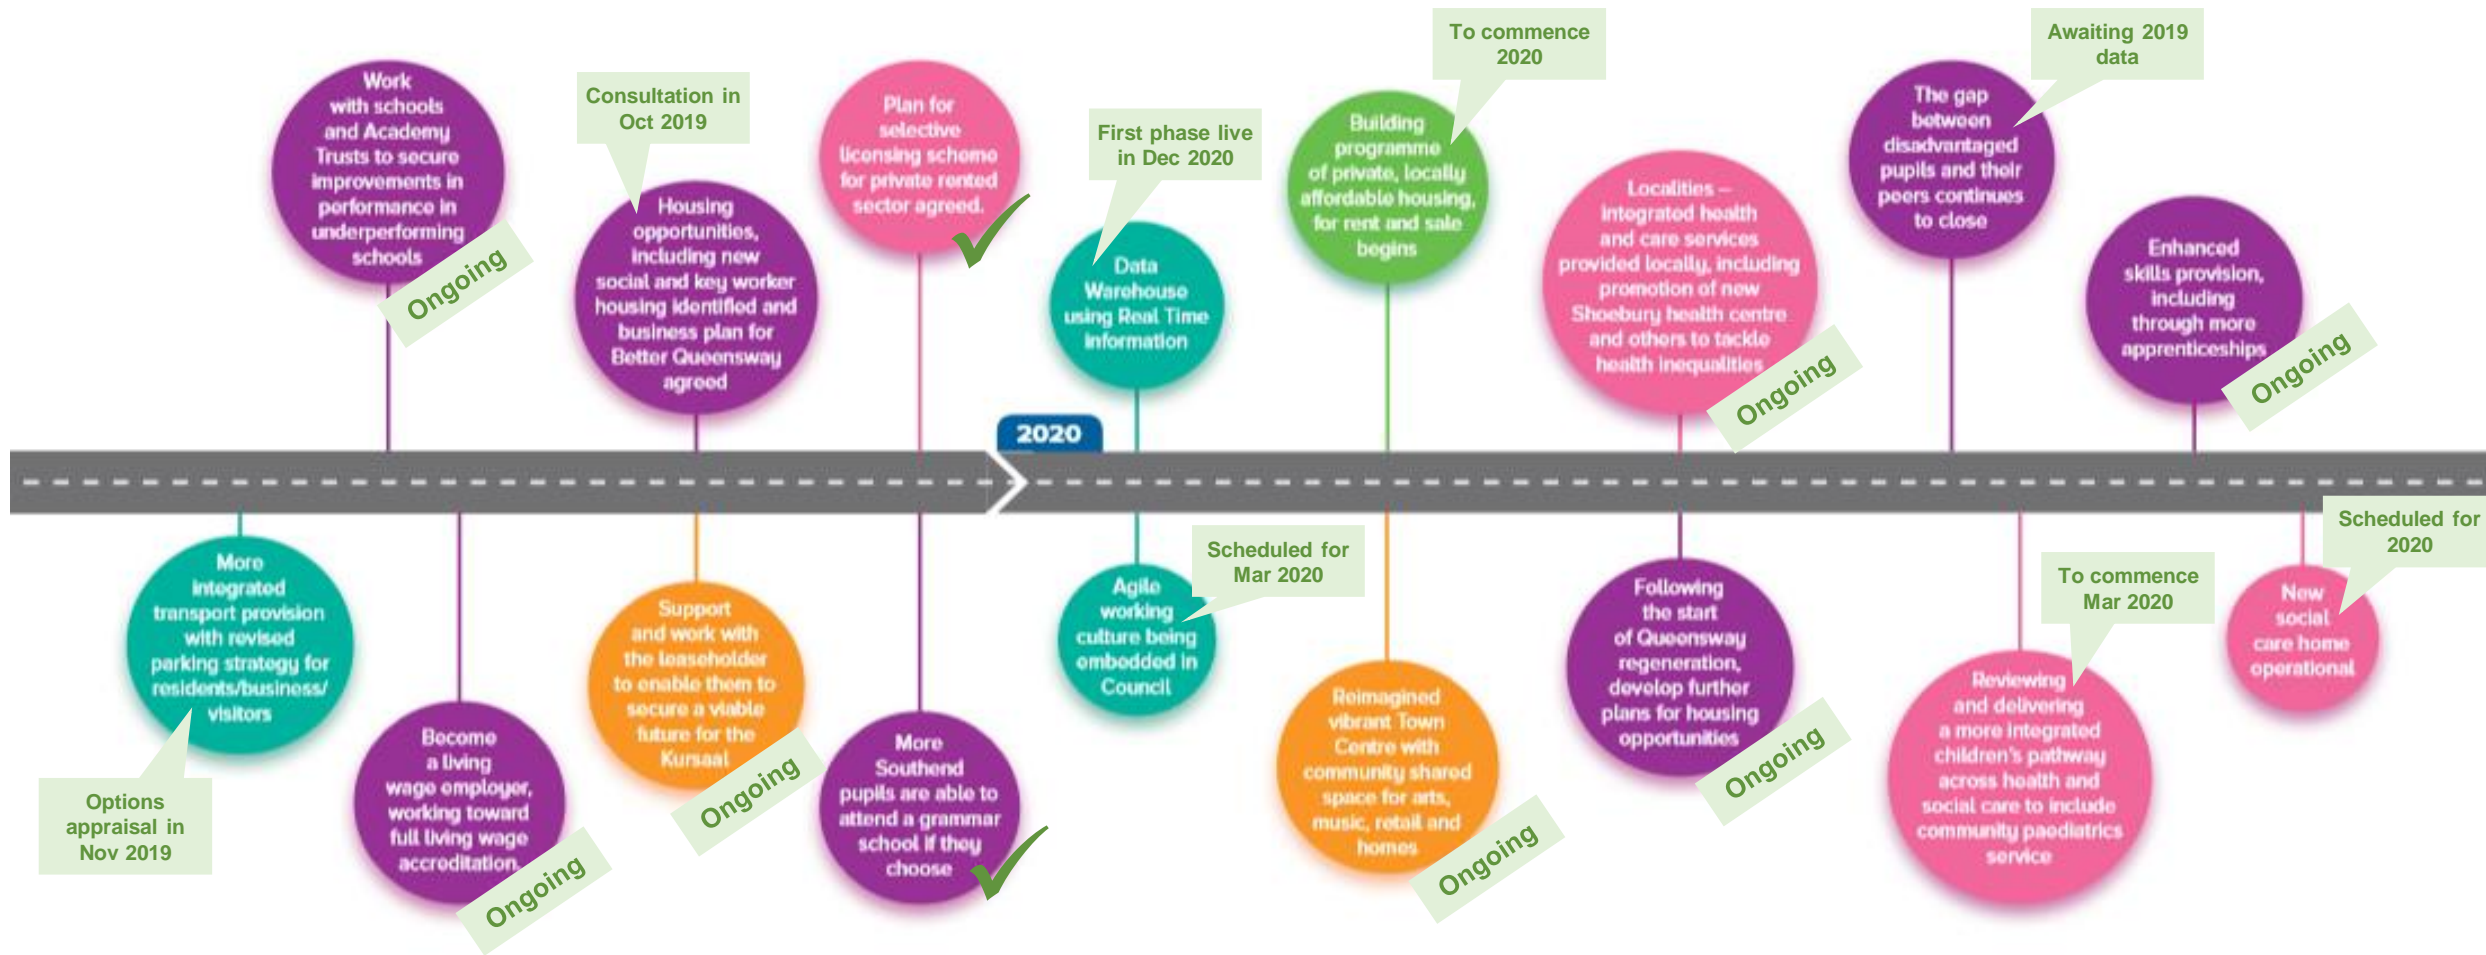 Work
with schools
and Academy
Trusts to secure
improvements in
performance in
underperforming
schools
Ongoing
Consultation in
Oct 2019
Housing
opportunities,
including new
social and key worker
housing identified and
business plan for
Better Queensway
agreed
Plan for
selective
licensing scheme
for private rented
sector agreed.
First phase live
in Dec 2020
Data
Warehouse
using Real Time
information
To commence
2020
Building
programme
of private, locally
affordable housing,
for rent and sale
begins
Localities –
integrated health
and care services
provided locally, including
promotion of new
Shoebury health centre
and others to tackle
health inequalities
Ongoing
Awaiting 2019
data
The gap
between
disadvantaged
pupils and their
peers continues
to close
Enhanced
skills provision,
including
through more
apprenticeships
Ongoing
2020
More
integrated
transport provision
with revised
parking strategy for
residents/business/
visitors
Options
appraisal in
Nov 2019
Become
a living
wage employer,
working toward
full living wage
accreditation.
Ongoing
Support
and work with
the leaseholder
to enable them to
secure a viable
future for the
Kursaal
Ongoing
More
Southend
pupils are able to
attend a grammar
school if they
choose
Agile
working
culture being
embedded in
Council
Scheduled for
Mar 2020
Reimagined
vibrant Town
Centre with
community shared
space for arts,
music, retail and
homes
Ongoing
Following
the start
of Queensway
regeneration,
develop further
plans for housing
opportunities
Ongoing
To commence
Mar 2020
Reviewing
and delivering
a more integrated
children's pathway
across health and
social care to include
community paediatrics
service
Scheduled for
2020
New
social
care home
operational